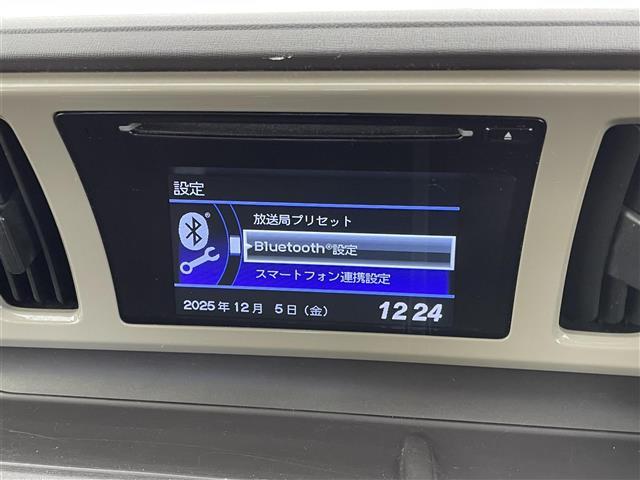 設定
放送局プリセット
Bluetooth®設定
スマートフォン連携設定
2025年12月 5日(金) 12:24